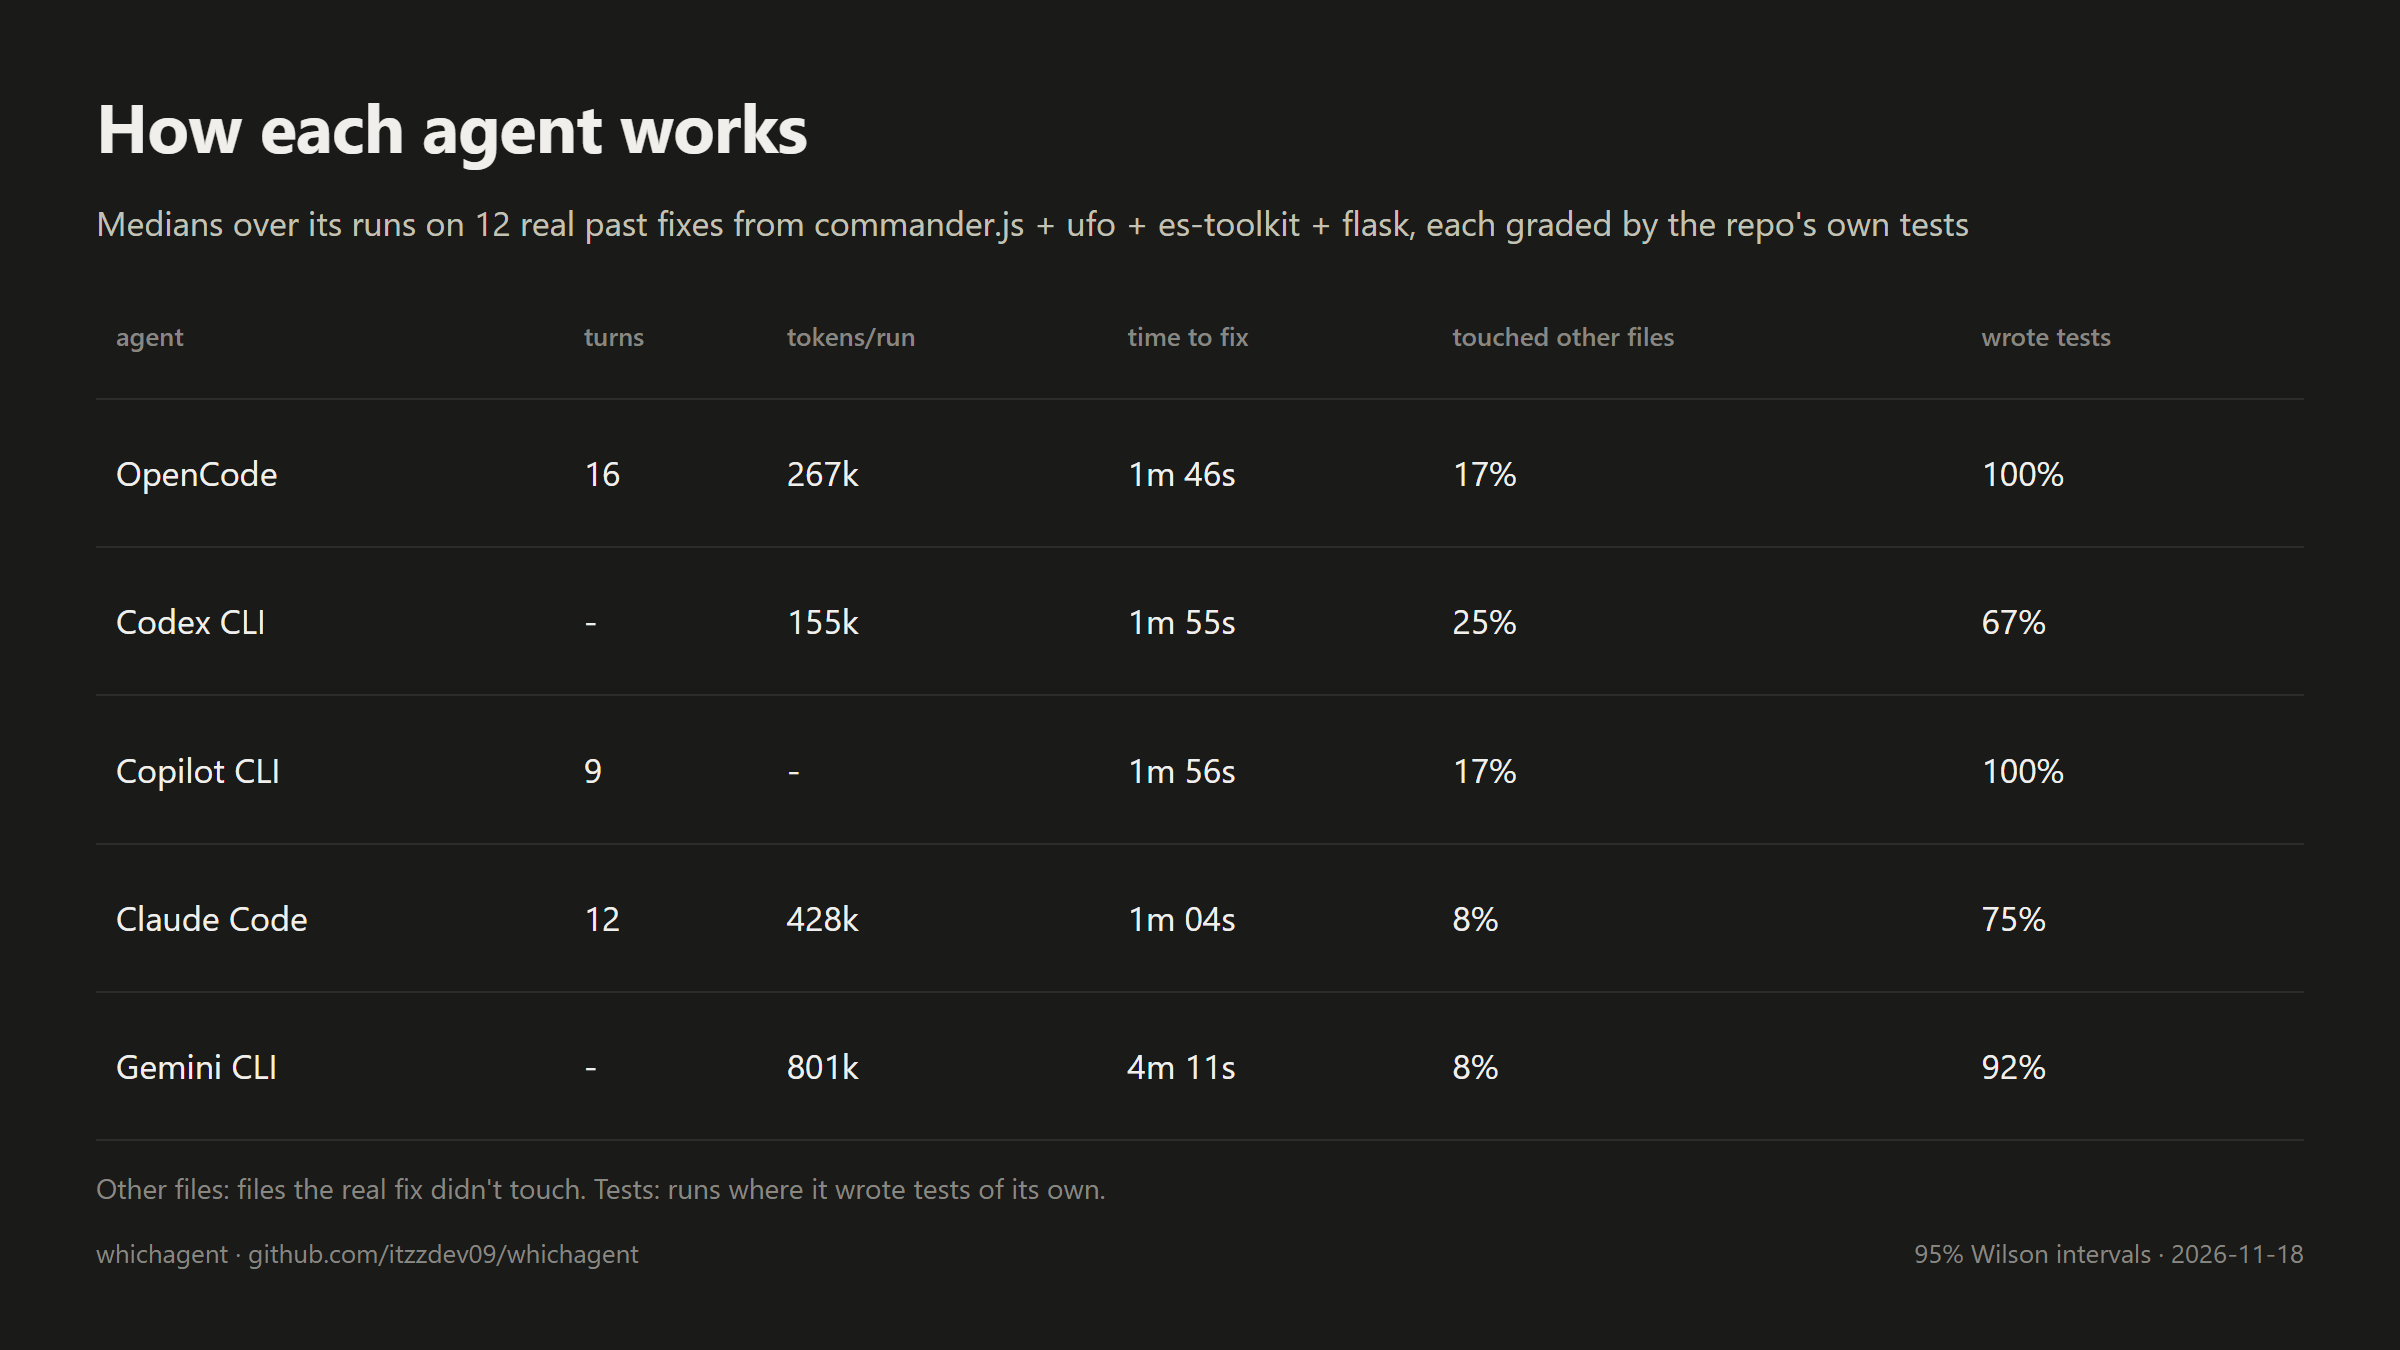 How each agent works
Medians over its runs on 12 real past fixes from commander.js + ufo + es-toolkit + flask, each graded by the repo's own tests
agent turns tokens/run time to fix touched other files wrote tests
OpenCode 16 267k 1m 46s 17% 100%
Codex CLI - 155k 1m 55s 25% 67%
Copilot CLI 9 - 1m 56s 17% 100%
Claude Code 12 428k 1m 04s 8% 75%
Gemini CLI - 801k 4m 11s 8% 92%
Other files: files the real fix didn't touch. Tests: runs where it wrote tests of its own.
whichagent · github.com/itzzdev09/whichagent 95% Wilson intervals · 2026-11-18